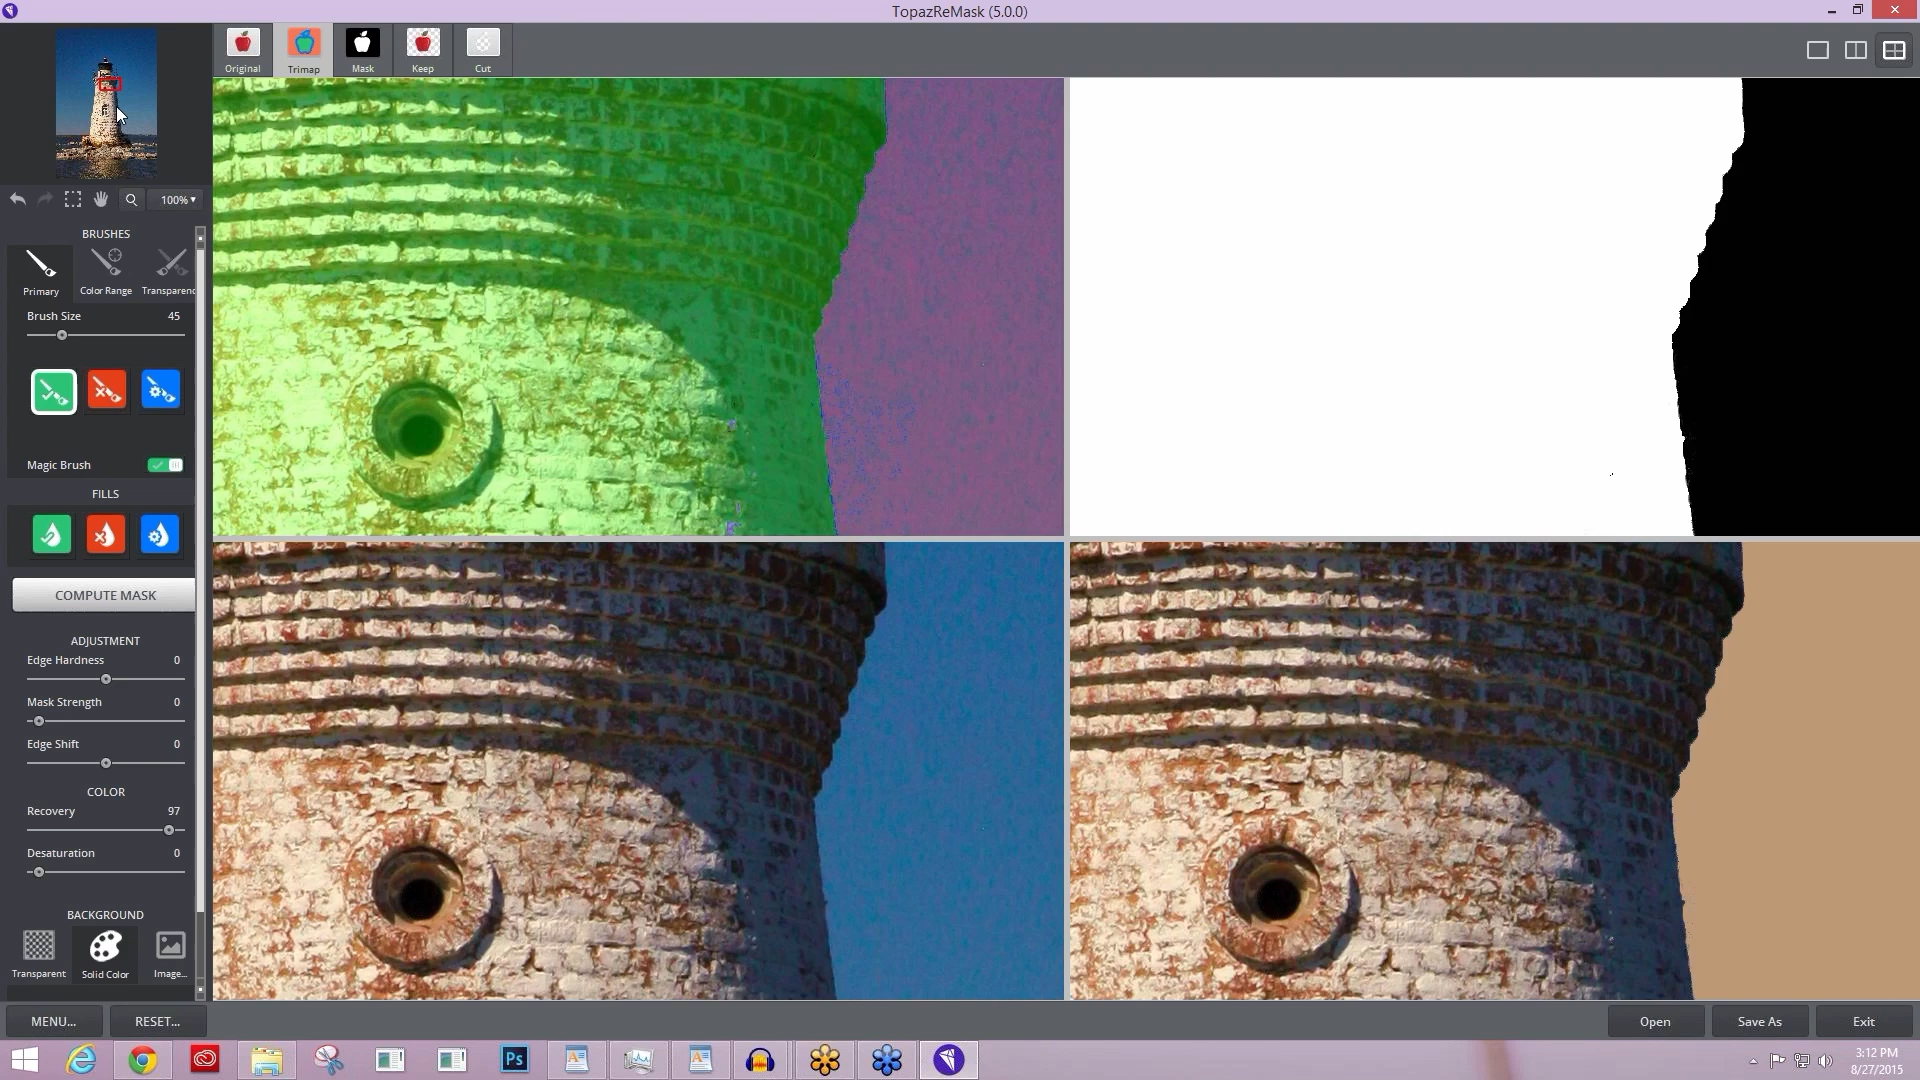 TopazReMask (5.0.0)
Original
Trimap
Mask
Keep
Cut
100%
BRUSHES
Primary
Color Range
Transparenc
Brush Size 45
Magic Brush
FILLS
COMPUTE MASK
ADJUSTMENT
Edge Hardness 0
Mask Strength 0
Edge Shift 0
COLOR
Recovery 97
Desaturation 0
BACKGROUND
Transparent
Solid Color
Image...
MENU...
RESET...
Open
Save As
Exit
Ps
3:12 PM
8/27/2015